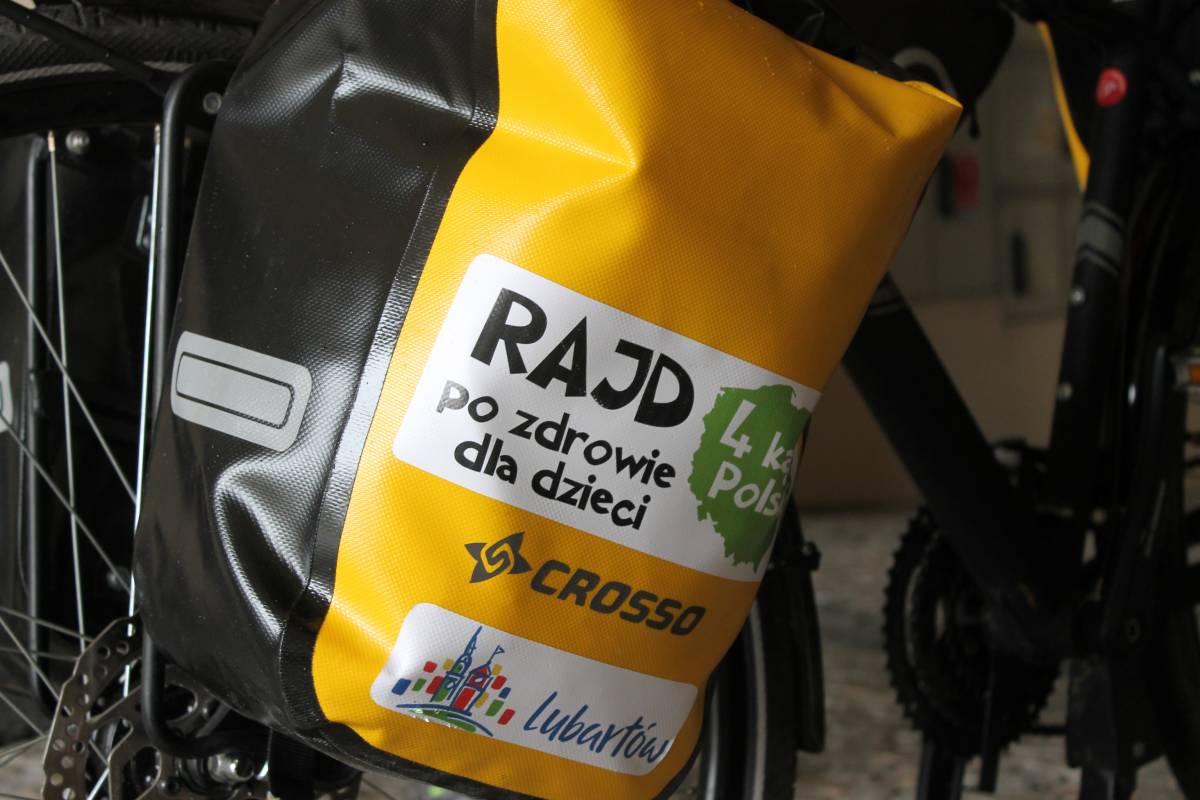 RAJD
po zdrowie
dla dzieci
4
CROSSO
Lubartów